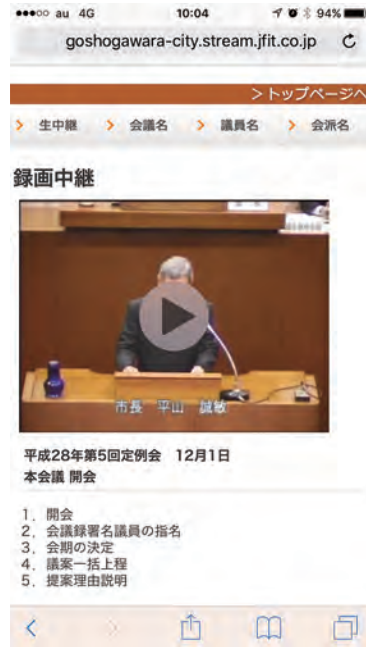 au 4G 10:04 94%
goshogawara-city.stream.jfit.co.jp
>トップページへ
> 生中継 > 会議名 > 議員名 > 会派名
録画中継
市長 平山 誠敏
平成28年第5回定例会 12月1日
本会議 開会
1. 開会
2. 会議録署名議員の指名
3. 会期の決定
4. 議案一括上程
5. 提案理由説明